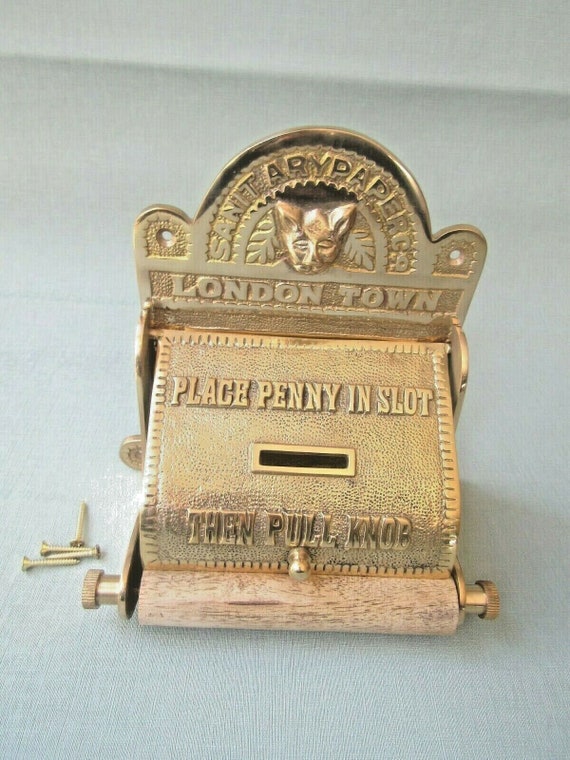 SANITARY PAPER Co
LONDON TOWN
PLACE PENNY IN SLOT
THEN PULL KNOB